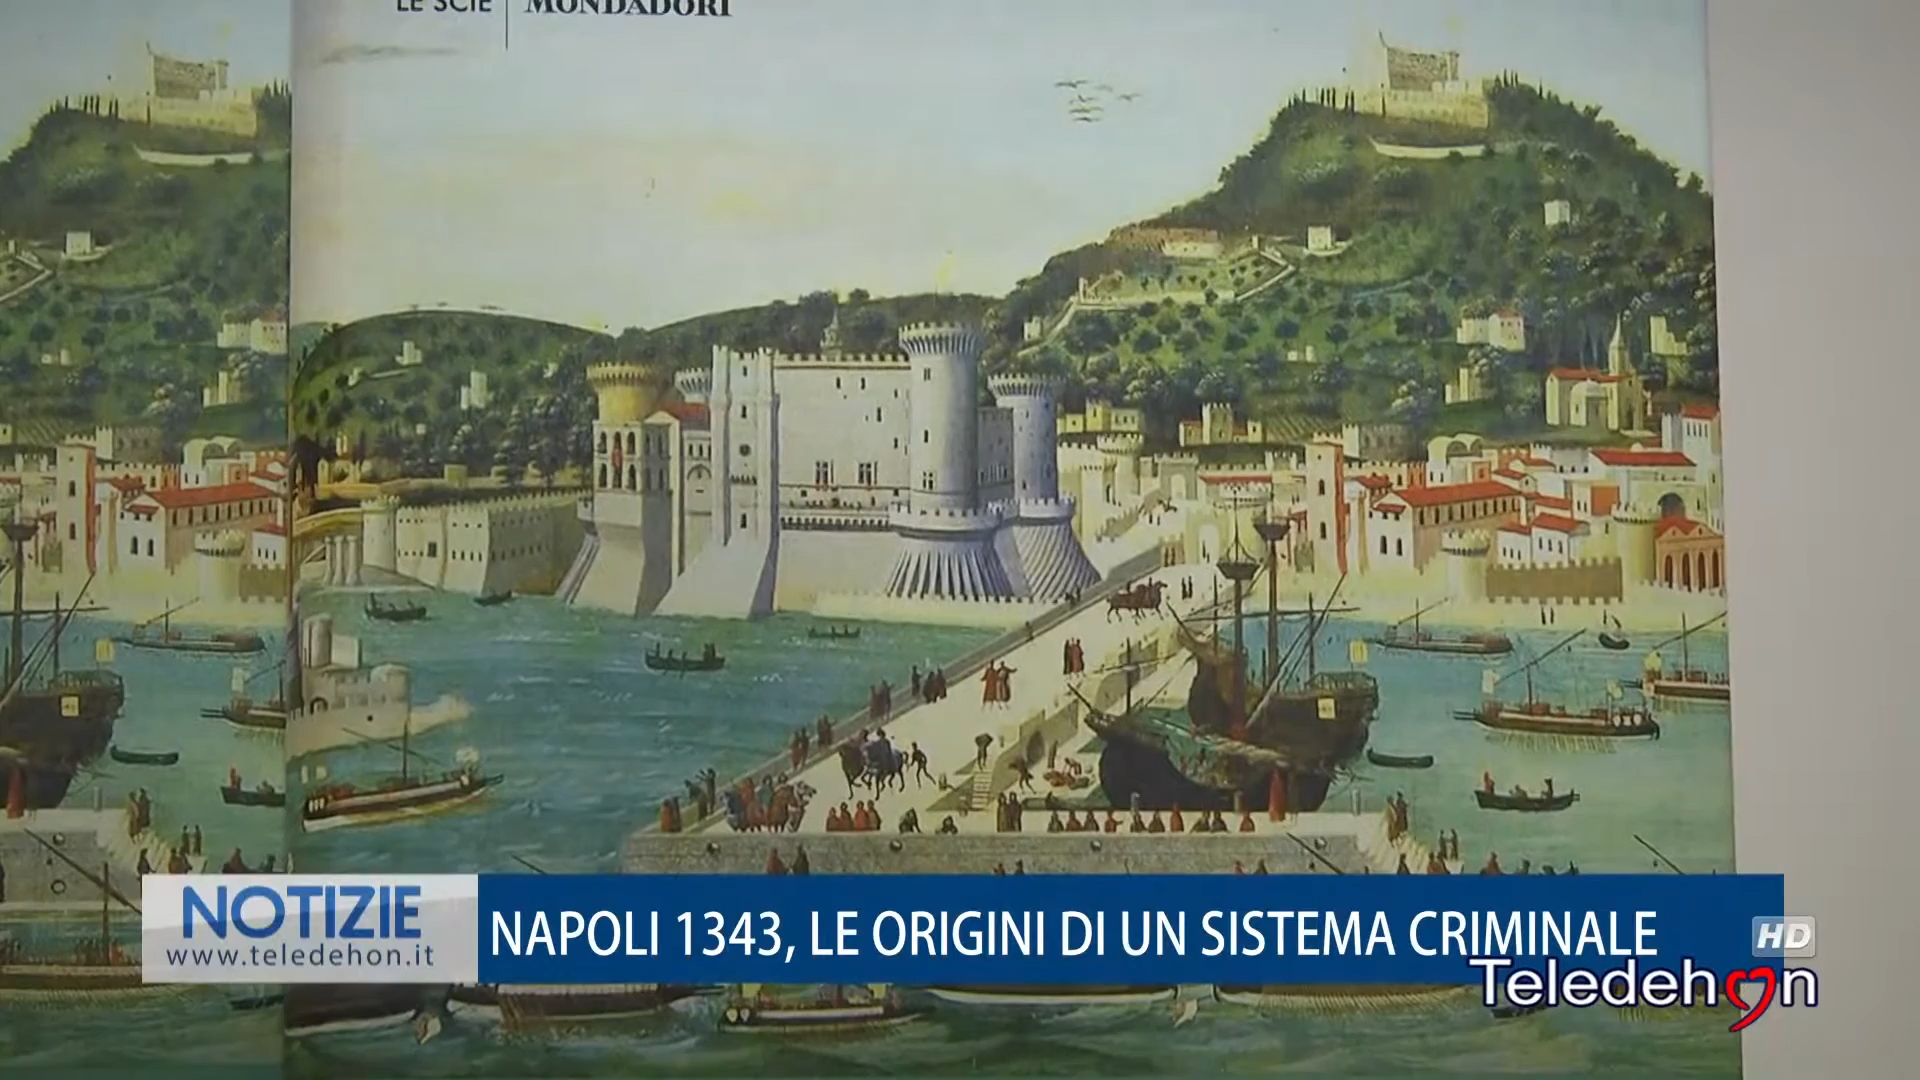 LE SCIE MONDADORI
NOTIZIE
www.teledehon.it
NAPOLI 1343, LE ORIGINI DI UN SISTEMA CRIMINALE
HD
Teledehon